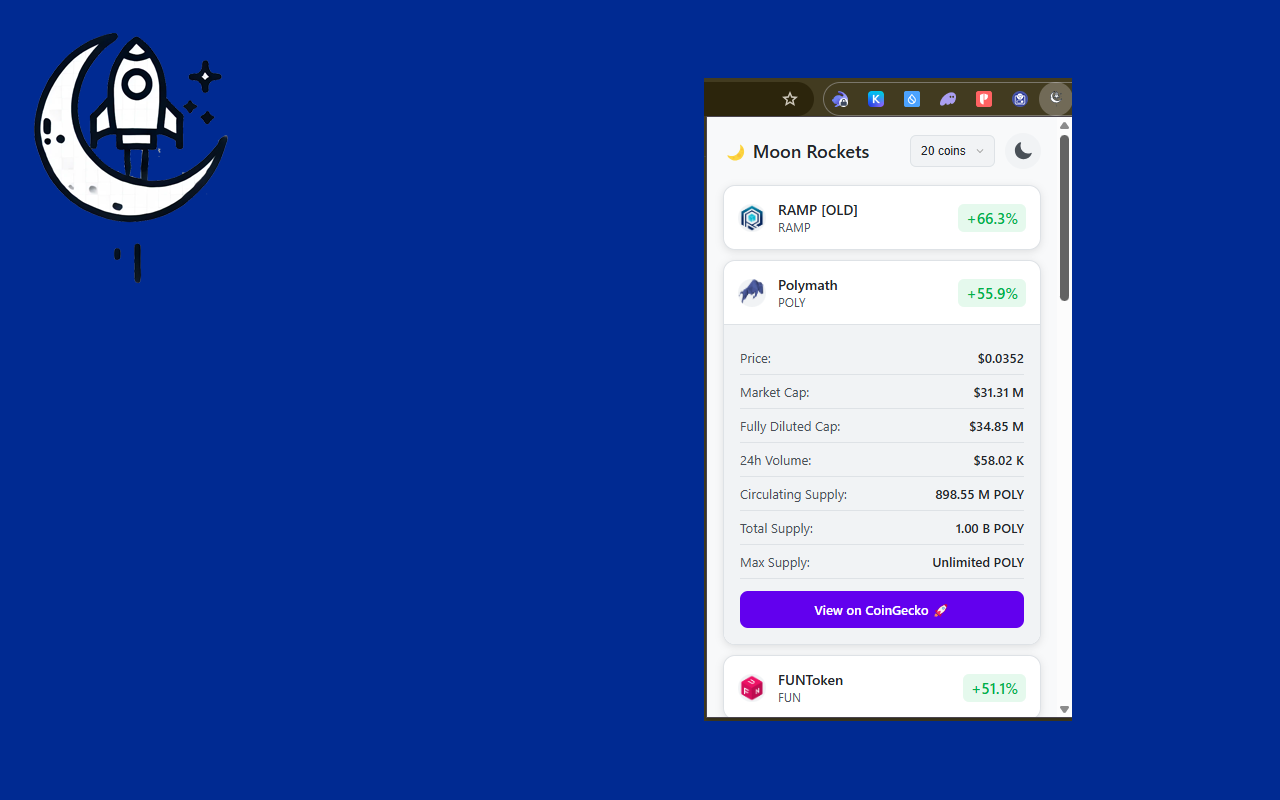 Moon Rockets
20 coins
RAMP [OLD]
RAMP
+66.3%
Polymath
POLY
+55.9%
Price: $0.0352
Market Cap: $31.31 M
Fully Diluted Cap: $34.85 M
24h Volume: $58.02 K
Circulating Supply: 898.55 M POLY
Total Supply: 1.00 B POLY
Max Supply: Unlimited POLY
View on CoinGecko 🚀
FUNToken
FUN
+51.1%